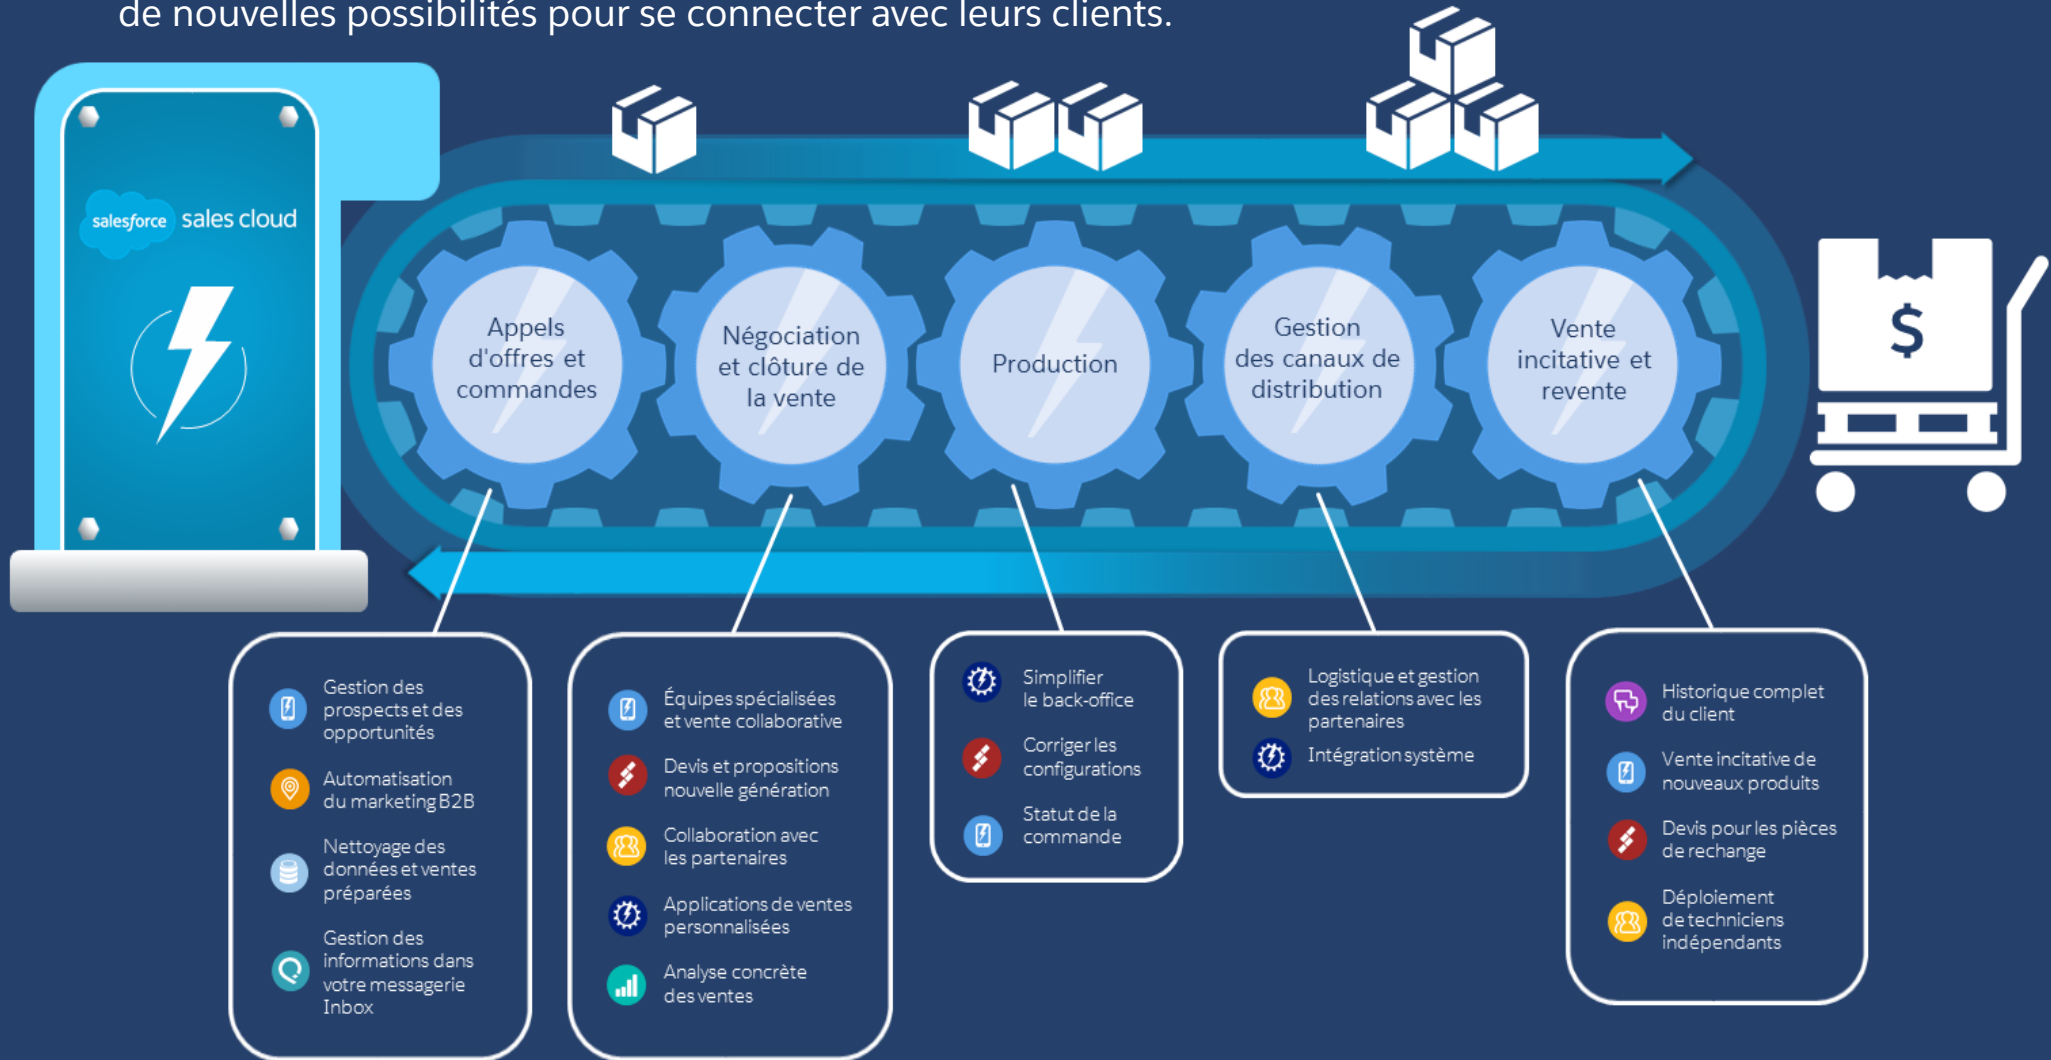 de nouvelles possibilités pour se connecter avec leurs clients.
salesforce sales cloud
Appels
d'offres et
commandes
Négociation
et clôture de
la vente
Production
Gestion
des canaux de
distribution
Vente
incitative et
revente
$
Gestion des
prospects et des
opportunités
Automatisation
du marketing B2B
Nettoyage des
données et ventes
préparées
Gestion des
informations dans
votre messagerie
Inbox
Équipes spécialisées
et vente collaborative
Devis et propositions
nouvelle génération
Collaboration avec
les partenaires
Applications de ventes
personnalisées
Analyse concrète
des ventes
Simplifier
le back-office
Corriger les
configurations
Statut de la
commande
Logistique et gestion
des relations avec les
partenaires
Intégration système
Historique complet
du client
Vente incitative de
nouveaux produits
Devis pour les pièces
de rechange
Déploiement
de techniciens
indépendants